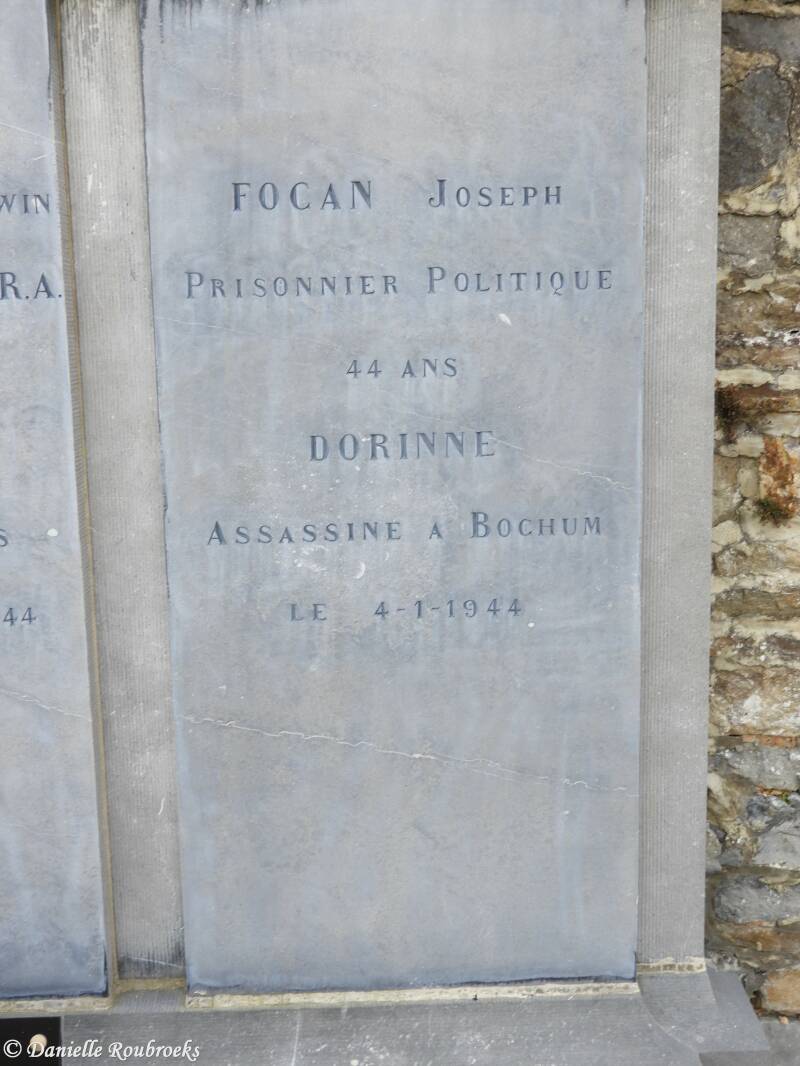 WIN
R.A.
S
44
FOCAN JOSEPH
PRISONNIER POLITIQUE
44 ANS
DORINNE
ASSASSINE A BOCHUM
LE 4-1-1944
© Danielle Roubroeks